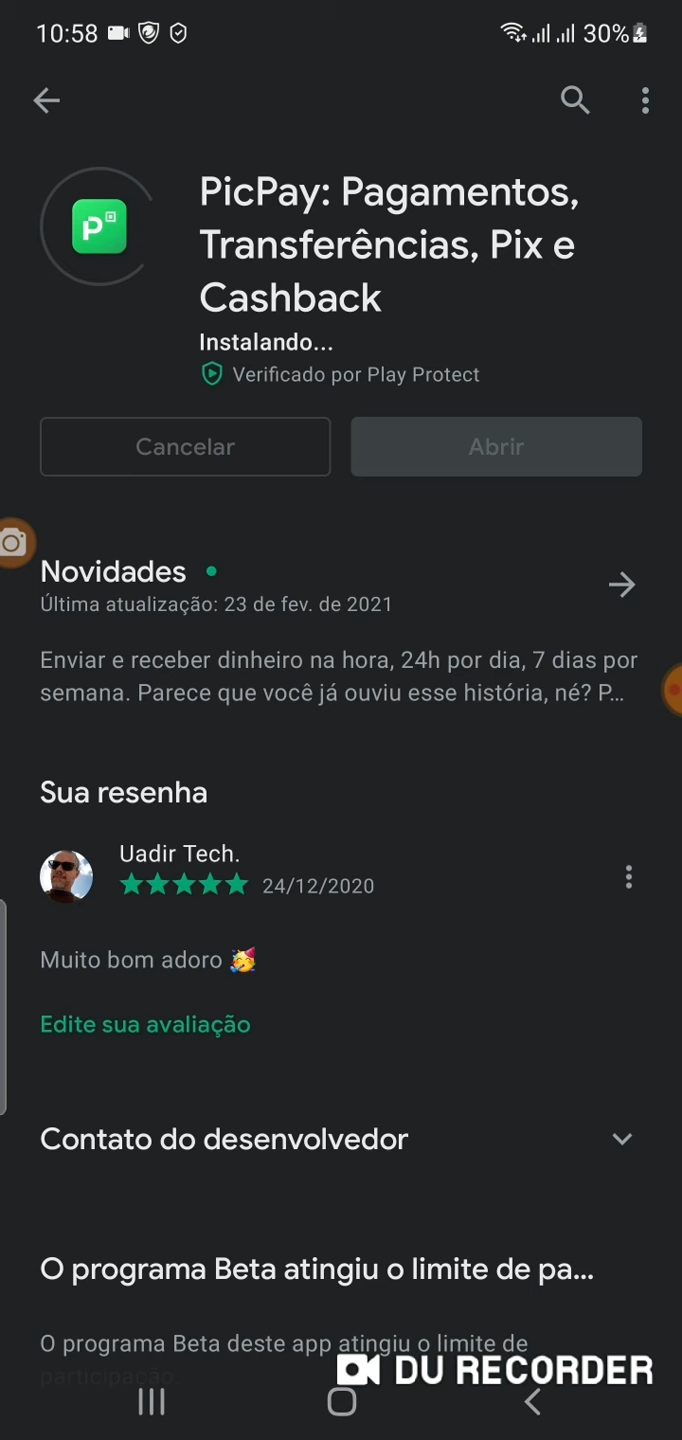 10:58
30%
PicPay: Pagamentos,
Transferências, Pix e
Cashback
Instalando...
Verificado por Play Protect
Cancelar
Abrir
Novidades
Última atualização: 23 de fev. de 2021
Enviar e receber dinheiro na hora, 24h por dia, 7 dias por
semana. Parece que você já ouviu esse história, né? P...
Sua resenha
Uadir Tech.
24/12/2020
Muito bom adoro 🥳
Edite sua avaliação
Contato do desenvolvedor
O programa Beta atingiu o limite de pa...
O programa Beta deste app atingiu o limite de
participação
DU RECORDER